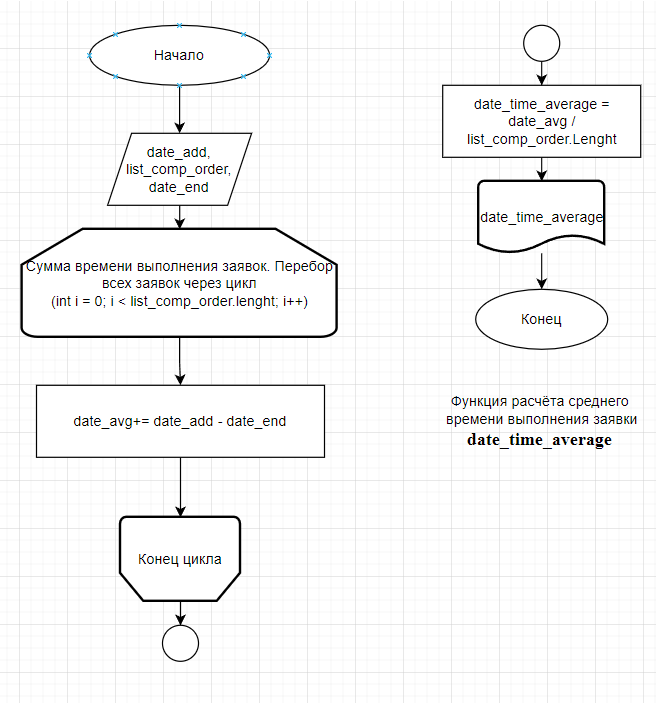 Начало
date_add,
list_comp_order,
date_end
Сумма времени выполнения заявок. Перебор
всех заявок через цикл
(int i = 0; i < list_comp_order.lenght; i++)
date_avg+= date_add - date_end
Конец цикла
date_time_average =
date_avg /
list_comp_order.Lenght
date_time_average
Конец
Функция расчёта среднего
времени выполнения заявки
date_time_average